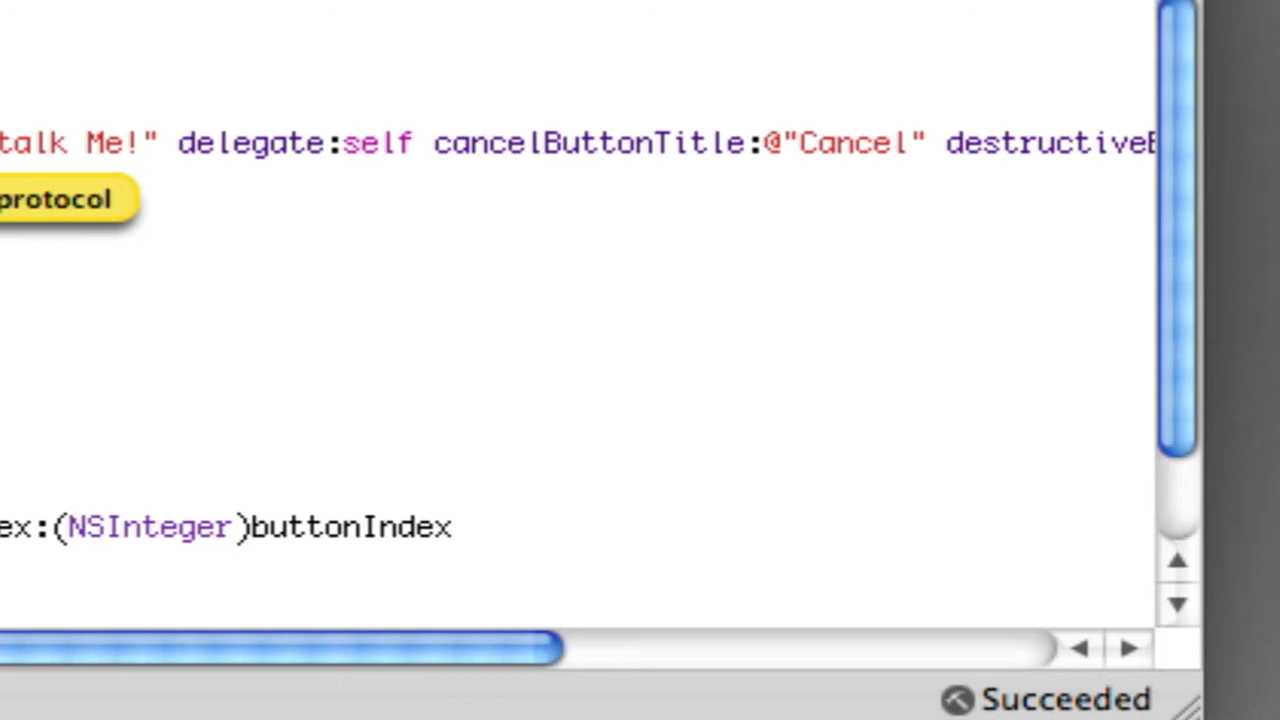 talk Me!" delegate:self cancelButtonTitle:@"Cancel" destructive
protocol
ex:(NSInteger)buttonIndex
Succeeded